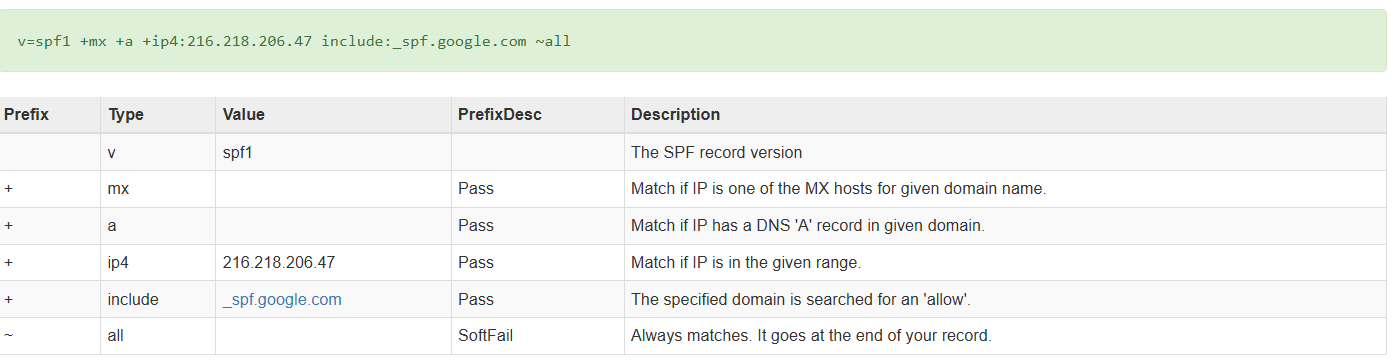 v=spf1 +mx +a +ip4:216.218.206.47 include:_spf.google.com ~all
Prefix Type Value PrefixDesc Description
v spf1 The SPF record version
+ mx Pass Match if IP is one of the MX hosts for given domain name.
+ a Pass Match if IP has a DNS 'A' record in given domain.
+ ip4 216.218.206.47 Pass Match if IP is in the given range.
+ include _spf.google.com Pass The specified domain is searched for an 'allow'.
~ all SoftFail Always matches. It goes at the end of your record.